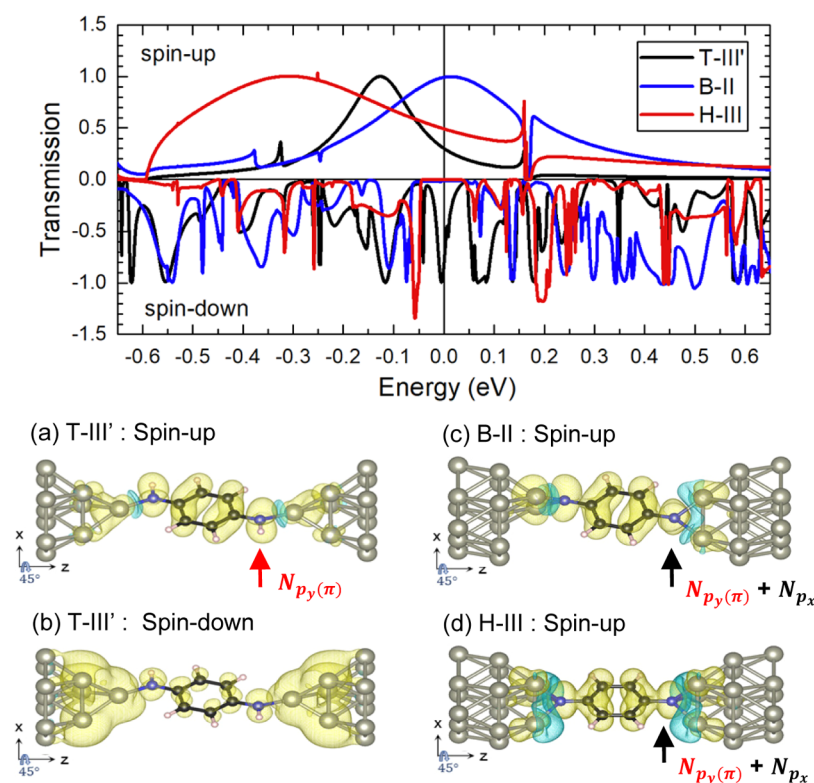 spin-up
T-III'
B-II
H-III
1.5
1.0
0.5
0.0
-0.5
-1.0
-1.5
Transmission
spin-down
-0.6 -0.5 -0.4 -0.3 -0.2 -0.1 0.0 0.1 0.2 0.3 0.4 0.5 0.6
Energy (eV)
(a) T-III' : Spin-up
x
z
45°
N_{p_y(π)}
(c) B-II : Spin-up
x
z
45°
N_{p_y(π)} + N_{p_x}
(b) T-III' : Spin-down
x
z
45°
(d) H-III : Spin-up
x
z
45°
N_{p_y(π)} + N_{p_x}